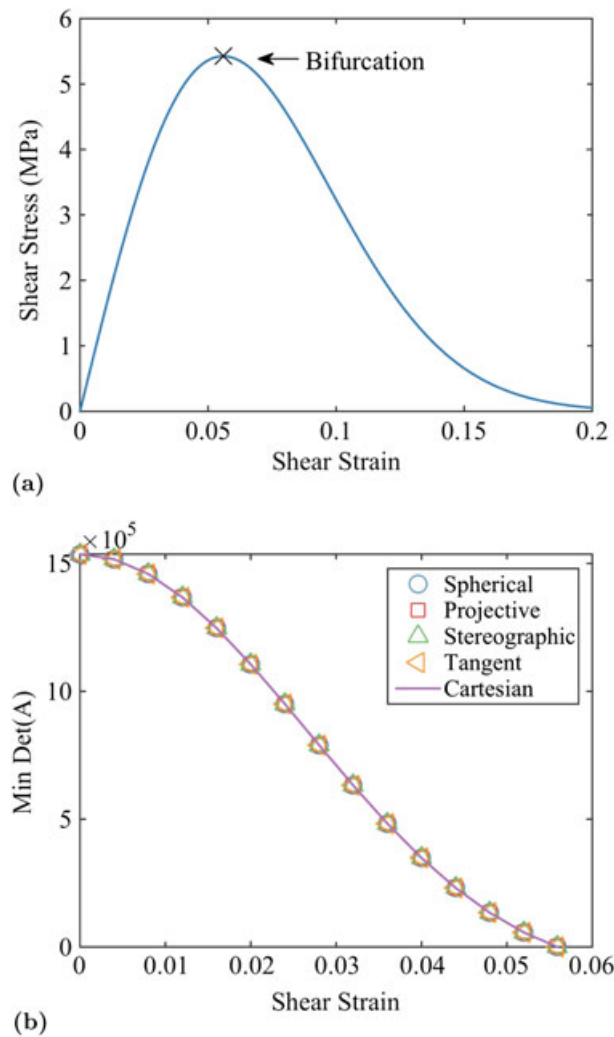 6
5
4
3
2
1
0
Shear Stress (MPa)
Bifurcation
0 0.05 0.1 0.15 0.2
Shear Strain
(a)
×10⁵
15
10
5
0
Min Det(A)
Spherical
Projective
Stereographic
Tangent
Cartesian
0 0.01 0.02 0.03 0.04 0.05 0.06
Shear Strain
(b)